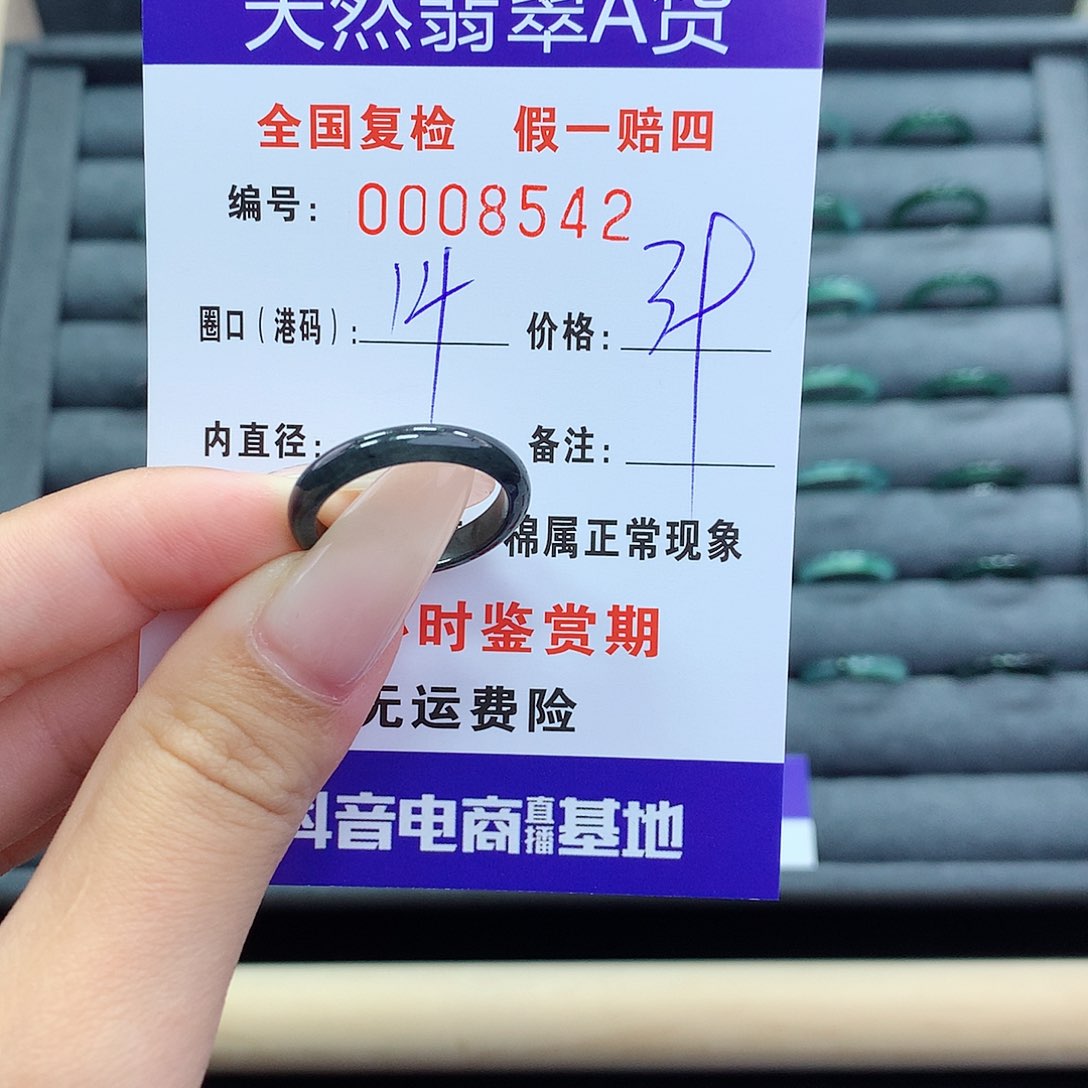 天然翡翠A货
全国复检 假一赔四
编号: 0008542
圈口(港码): 14 价格:
内直径: 备注:
棉属正常现象
小时鉴赏期
无运费险
抖音电商直播基地